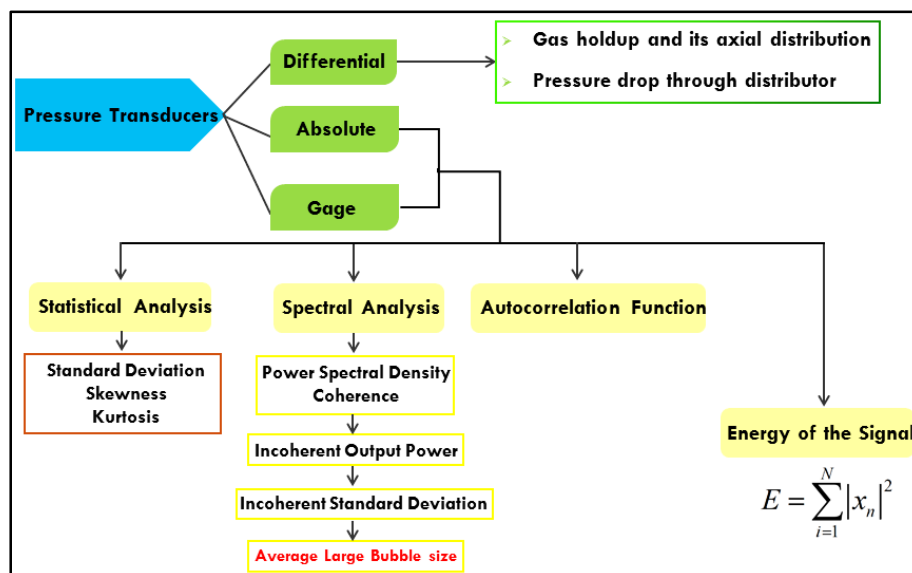 Pressure Transducers
Differential
Absolute
Gage
Gas holdup and its axial distribution
Pressure drop through distributor
Statistical Analysis
Standard Deviation
Skewness
Kurtosis
Spectral Analysis
Power Spectral Density
Coherence
Incoherent Output Power
Incoherent Standard Deviation
Average Large Bubble size
Autocorrelation Function
Energy of the Signal
E = \sum_{i=1}^{N} |x_n|^2